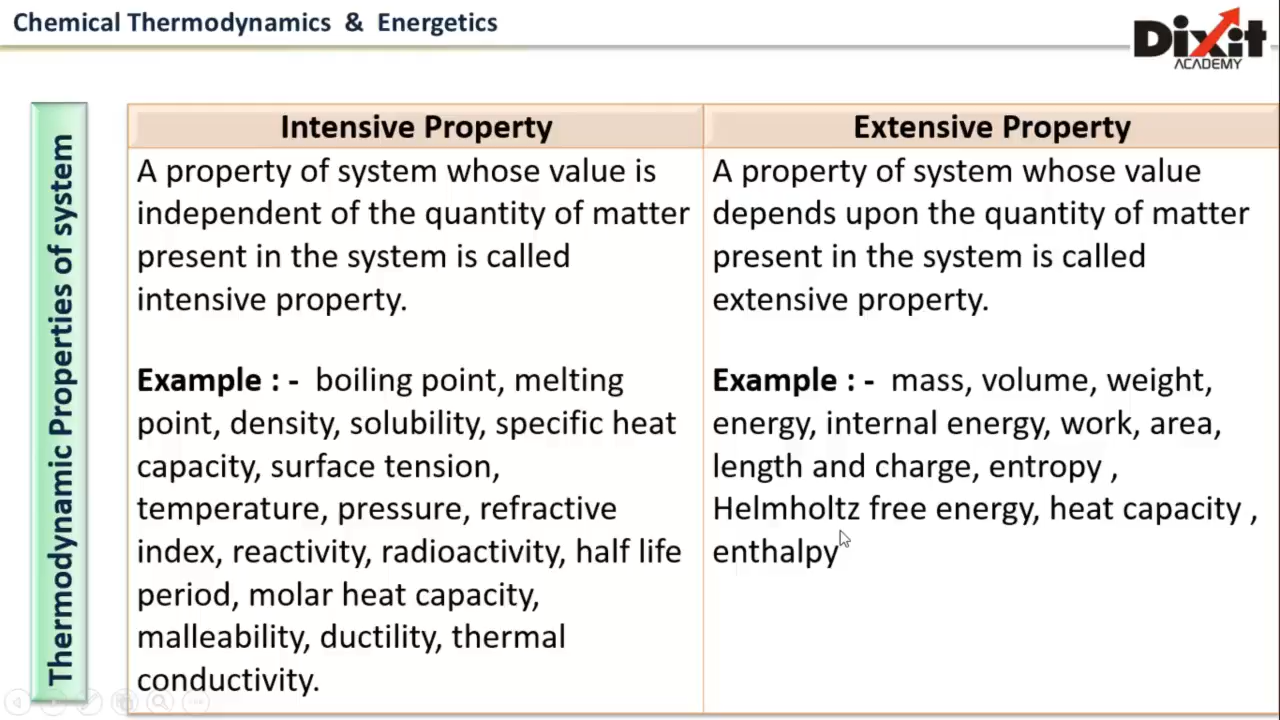 Chemical Thermodynamics & Energetics
Dixit
ACADEMY
Thermodynamic Properties of system
Intensive Property
A property of system whose value is
independent of the quantity of matter
present in the system is called
intensive property.
Example : - boiling point, melting
point, density, solubility, specific heat
capacity, surface tension,
temperature, pressure, refractive
index, reactivity, radioactivity, half life
period, molar heat capacity,
malleability, ductility, thermal
conductivity.
Extensive Property
A property of system whose value
depends upon the quantity of matter
present in the system is called
extensive property.
Example : - mass, volume, weight,
energy, internal energy, work, area,
length and charge, entropy ,
Helmholtz free energy, heat capacity ,
enthalpy